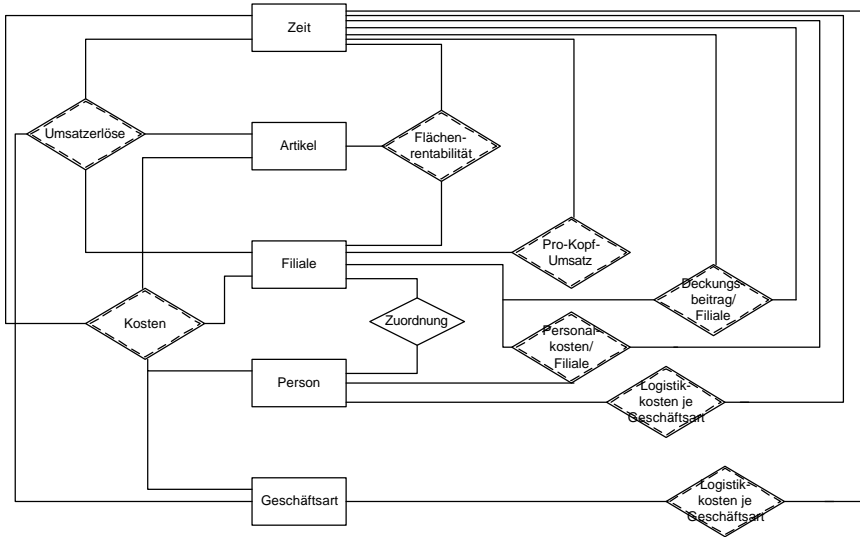 Zeit
Umsatzerlöse
Artikel
Flächen-
rentabilität
Filiale
Pro-Kopf-
Umsatz
Deckungs
beitrag/
Filiale
Kosten
Zuordnung
Personal-
kosten/
Filiale
Person
Logistik-
kosten je
Geschäftsart
Geschäftsart
Logistik-
kosten je
Geschäftsart